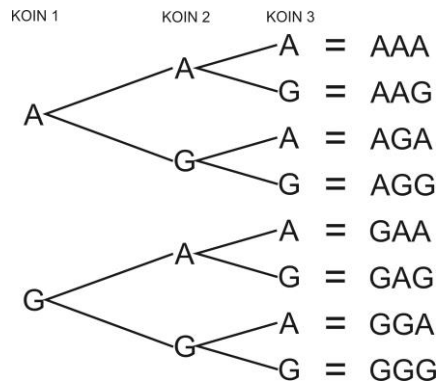 KOIN 1 KOIN 2 KOIN 3
A = AAA
A
G = AAG
A
A = AGA
G
G = AGG
A = GAA
A
G = GAG
G
A = GGA
G
G = GGG